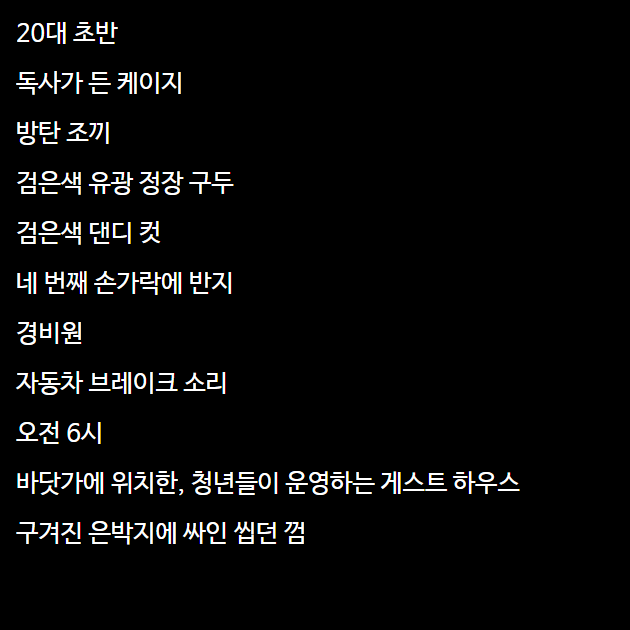 20대 초반
독사가 든 케이지
방탄 조끼
검은색 유광 정장 구두
검은색 댄디 컷
네 번째 손가락에 반지
경비원
자동차 브레이크 소리
오전 6시
바닷가에 위치한, 청년들이 운영하는 게스트 하우스
구겨진 은박지에 싸인 씹던 껌